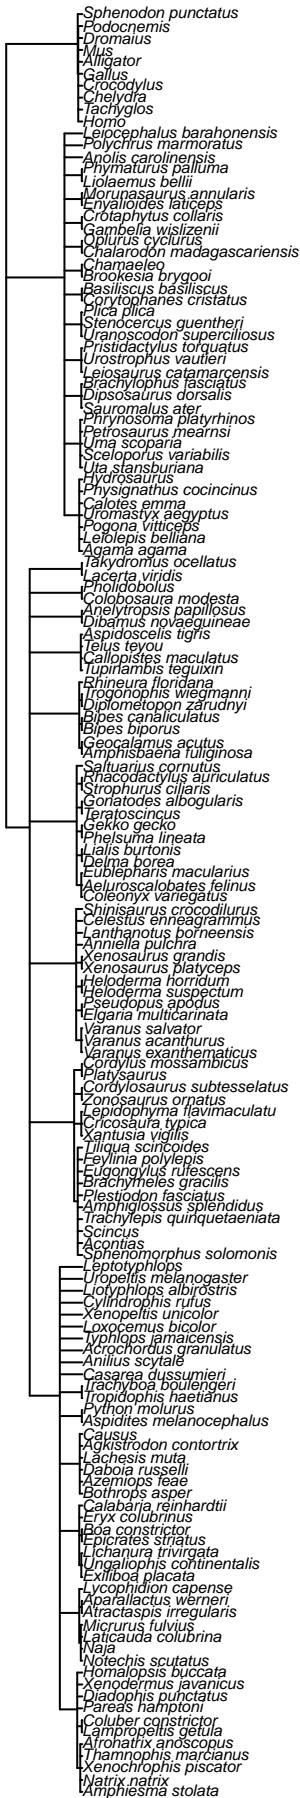 Sphenodon punctatus
Podocnemis
Dromaius
Mus
Alligator
Gallus
Crocodylus
Chelydra
Tachyglos
Homo
Leiocephalus barahonensis
Polychrus marmoratus
Anolis carolinensis
Phymaturus palluma
Liolaemus bellii
Morunasaurus annularis
Enyalioides laticeps
Crotaphytus collaris
Gambelia wislizenii
Oplurus cyclurus
Chalarodon madagascariensis
Chamaeleo
Brookesia brygooi
Basiliscus basiliscus
Corytophanes cristatus
Plica plica
Stenocercus guentheri
Uranoscodon superciliosus
Pristidactylus torquatus
Urostrophus vautieri
Leiosaurus catamarcensis
Brachylophus fasciatus
Dipsosaurus dorsalis
Sauromalus ater
Phrynosoma platyrhinos
Petrosaurus mearnsi
Uma scoparia
Sceloporus variabilis
Uta stansburiana
Hydrosaurus
Physignathus cocincinus
Calotes emma
Uromastyx aegyptus
Pogona vitticeps
Leiolepis belliana
Agama agama
Takydromus ocellatus
Lacerta viridis
Pholidobolus
Colobosaura modesta
Anelytropsis papillosus
Dibamus novaeguineae
Aspidoscelis tigris
Teius teyou
Callopistes maculatus
Tupinambis teguixin
Rhineura floridana
Trogonophis wiegmanni
Diplometopon zarudnyi
Bipes canaliculatus
Bipes biporus
Geocalamus acutus
Amphisbaena fuliginosa
Saltuarius cornutus
Rhacodactylus auriculatus
Strophurus ciliaris
Gonatodes albogularis
Teratoscincus
Gekko gecko
Phelsuma lineata
Lialis burtonis
Delma borea
Eublepharis macularius
Aeluroscalobates felinus
Coleonyx variegatus
Shinisaurus crocodilurus
Celestus enneagrammus
Lanthanotus borneensis
Anniella pulchra
Xenosaurus grandis
Xenosaurus platyceps
Heloderma horridum
Heloderma suspectum
Pseudopus apodus
Elgaria multicarinata
Varanus salvator
Varanus acanthurus
Varanus exanthematicus
Cordylus mossambicus
Platysaurus
Cordylosaurus subtesselatus
Zonosaurus ornatus
Lepidophyma flavimaculatu
Cricosaura typica
Xantusia vigilis
Tiliqua scincoides
Feylinia polylepis
Eugongylus rufescens
Brachymeles gracilis
Plestiodon fasciatus
Amphiglossus splendidus
Trachylepis quinquetaeniata
Scincus
Acontias
Sphenomorphus solomonis
Leptotyphlops
Uropeltis melanogaster
Liotyphlops albirostris
Cylindrophis rufus
Xenopeltis unicolor
Loxocemus bicolor
Typhlops jamaicensis
Acrochordus granulatus
Anilius scytale
Casarea dussumieri
Trachyboa boulengeri
Tropidophis haetianus
Python molurus
Aspidites melanocephalus
Causus
Agkistrodon contortrix
Lachesis muta
Daboia russelli
Azemiops feae
Bothrops asper
Calabaria reinhardtii
Eryx colubrinus
Boa constrictor
Epicrates striatus
Lichanura trivirgata
Ungaliophis continentalis
Exiliboa placata
Lycophidion capense
Aparallactus werneri
Atractaspis irregularis
Micrurus fulvius
Laticauda colubrina
Naja
Notechis scutatus
Homalopsis buccata
Xenodermus javanicus
Diadophis punctatus
Pareas hamptoni
Coluber constrictor
Lampropeltis getula
Afronatrix anoscopus
Thamnophis marcianus
Xenochrophis piscator
Natrix natrix
Amphiesma stolata